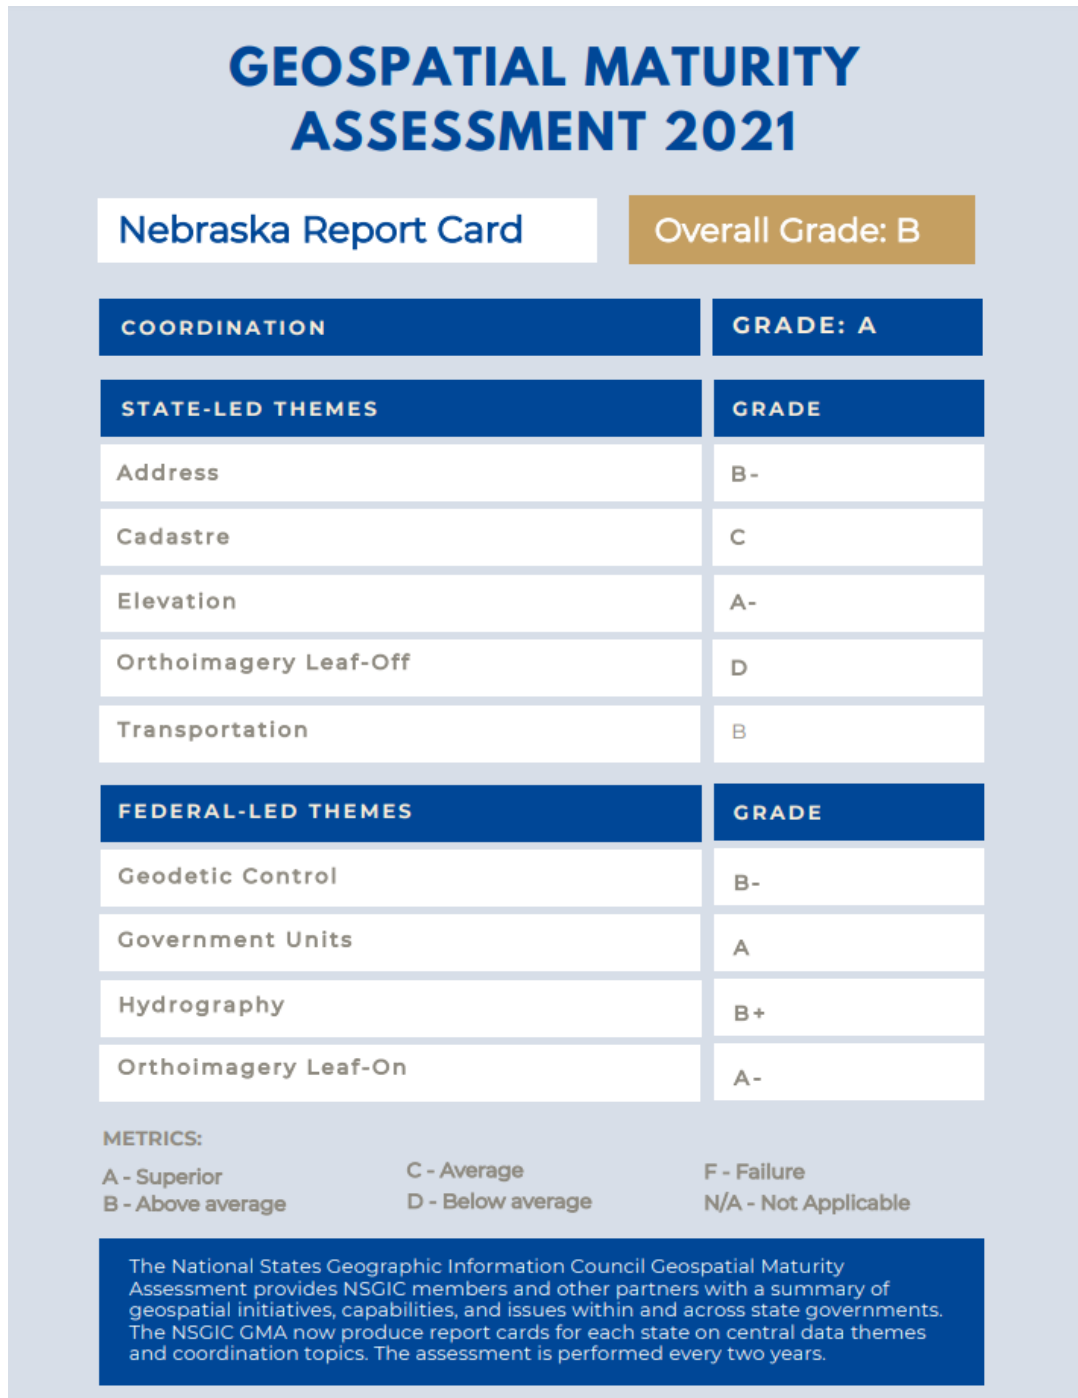 GEOSPATIAL MATURITY
ASSESSMENT 2021
Nebraska Report Card
Overall Grade: B
COORDINATION
GRADE: A
STATE-LED THEMES
GRADE
Address
B-
Cadastre
C
Elevation
A-
Orthoimagery Leaf-Off
D
Transportation
B
FEDERAL-LED THEMES
GRADE
Geodetic Control
B-
Government Units
A
Hydrography
B+
Orthoimagery Leaf-On
A-
METRICS:
A - Superior
C - Average
F - Failure
B - Above average
D - Below average
N/A - Not Applicable
The National States Geographic Information Council Geospatial Maturity
Assessment provides NSGIC members and other partners with a summary of
geospatial initiatives, capabilities, and issues within and across state governments.
The NSGIC GMA now produce report cards for each state on central data themes
and coordination topics. The assessment is performed every two years.